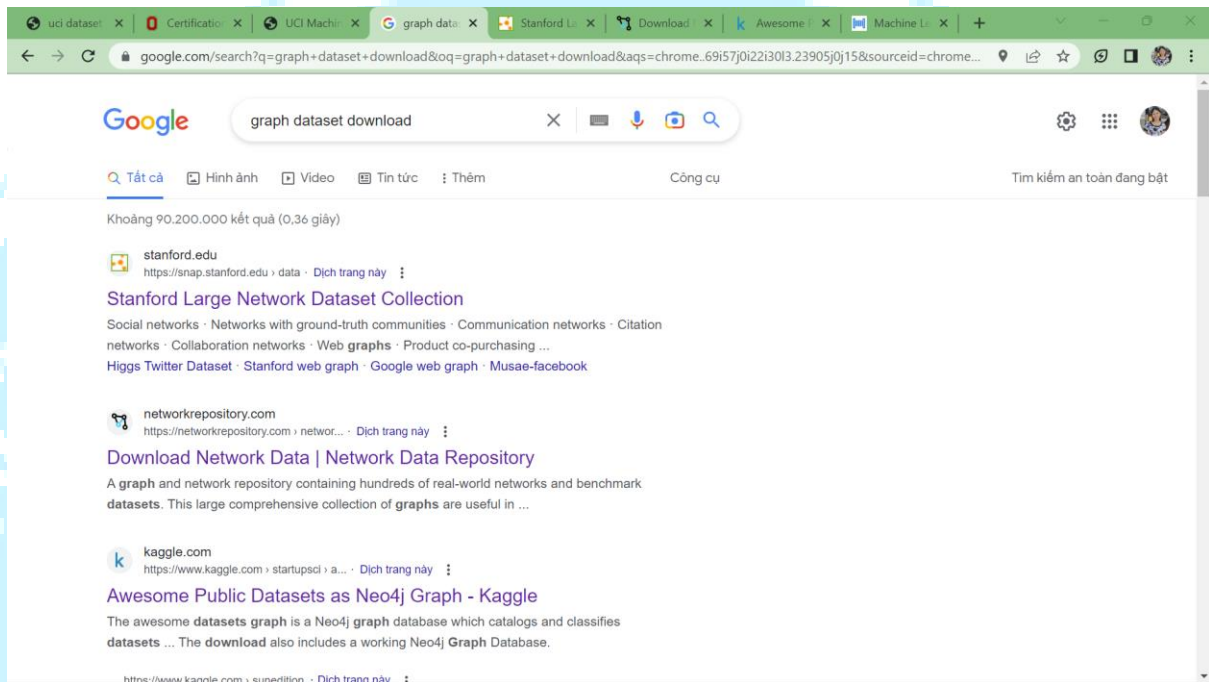 uci dataset
Certification
UCI Machin
graph data
Stanford La
Download
Awesome
Machine Le
google.com/search?q=graph+dataset+download&oq=graph+dataset+download&aqs=chrome..69i57j0i22i30l3.23905j0j15&sourceid=chrome...
Google
graph dataset download
Tất cả Hình ảnh Video Tin tức Thêm Công cụ Tìm kiếm an toàn đang bật
Khoảng 90.200.000 kết quả (0,36 giây)
stanford.edu
https://snap.stanford.edu › data · Dịch trang này
Stanford Large Network Dataset Collection
Social networks · Networks with ground-truth communities · Communication networks · Citation
networks · Collaboration networks · Web graphs · Product co-purchasing ...
Higgs Twitter Dataset · Stanford web graph · Google web graph · Musae-facebook
networkrepository.com
https://networkrepository.com › networ... · Dịch trang này
Download Network Data | Network Data Repository
A graph and network repository containing hundreds of real-world networks and benchmark
datasets. This large comprehensive collection of graphs are useful in ...
kaggle.com
https://www.kaggle.com › startupsci › a... · Dịch trang này
Awesome Public Datasets as Neo4j Graph - Kaggle
The awesome datasets graph is a Neo4j graph database which catalogs and classifies
datasets ... The download also includes a working Neo4j Graph Database.
https://www.kaggle.com › sunedition · Dịch trang này